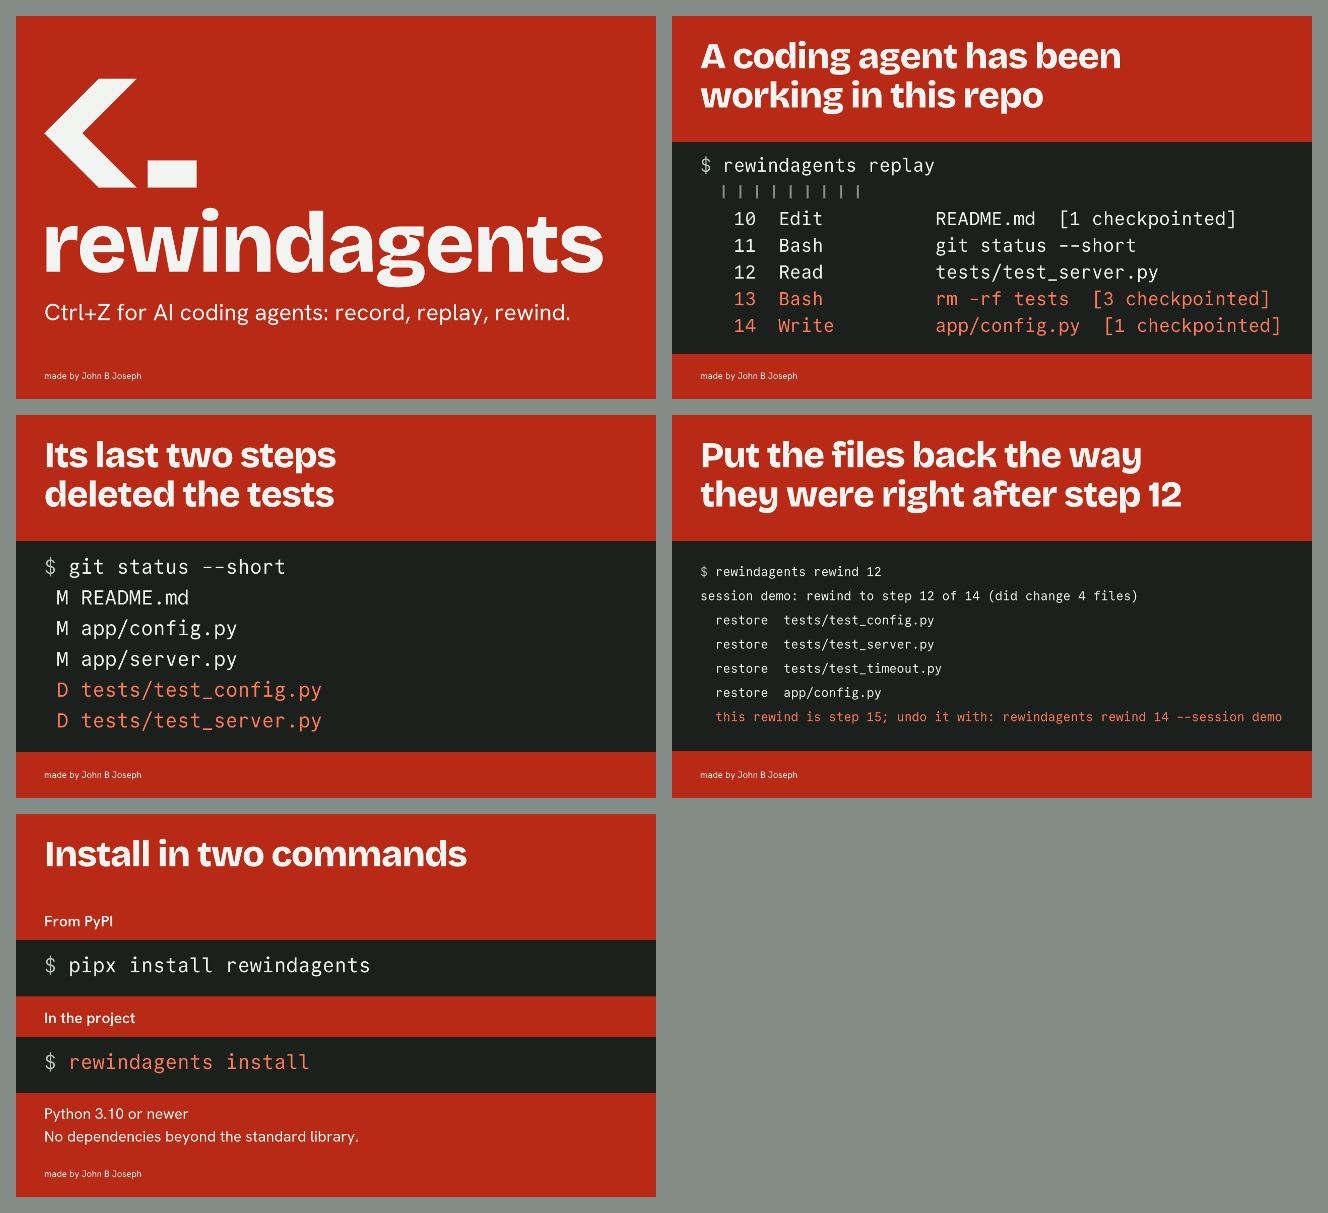 rewindagents
Ctrl+Z for AI coding agents: record, replay, rewind.
made by John B Joseph
A coding agent has been
working in this repo
$ rewindagents replay
| | | | | | | | |
10 Edit README.md [1 checkpointed]
11 Bash git status --short
12 Read tests/test_server.py
13 Bash rm -rf tests [3 checkpointed]
14 Write app/config.py [1 checkpointed]
made by John B Joseph
Its last two steps
deleted the tests
$ git status --short
M README.md
M app/config.py
M app/server.py
D tests/test_config.py
D tests/test_server.py
made by John B Joseph
Put the files back the way
they were right after step 12
$ rewindagents rewind 12
session demo: rewind to step 12 of 14 (did change 4 files)
restore tests/test_config.py
restore tests/test_server.py
restore tests/test_timeout.py
restore app/config.py
this rewind is step 15; undo it with: rewindagents rewind 14 --session demo
made by John B Joseph
Install in two commands
From PyPI
$ pipx install rewindagents
In the project
$ rewindagents install
Python 3.10 or newer
No dependencies beyond the standard library.
made by John B Joseph